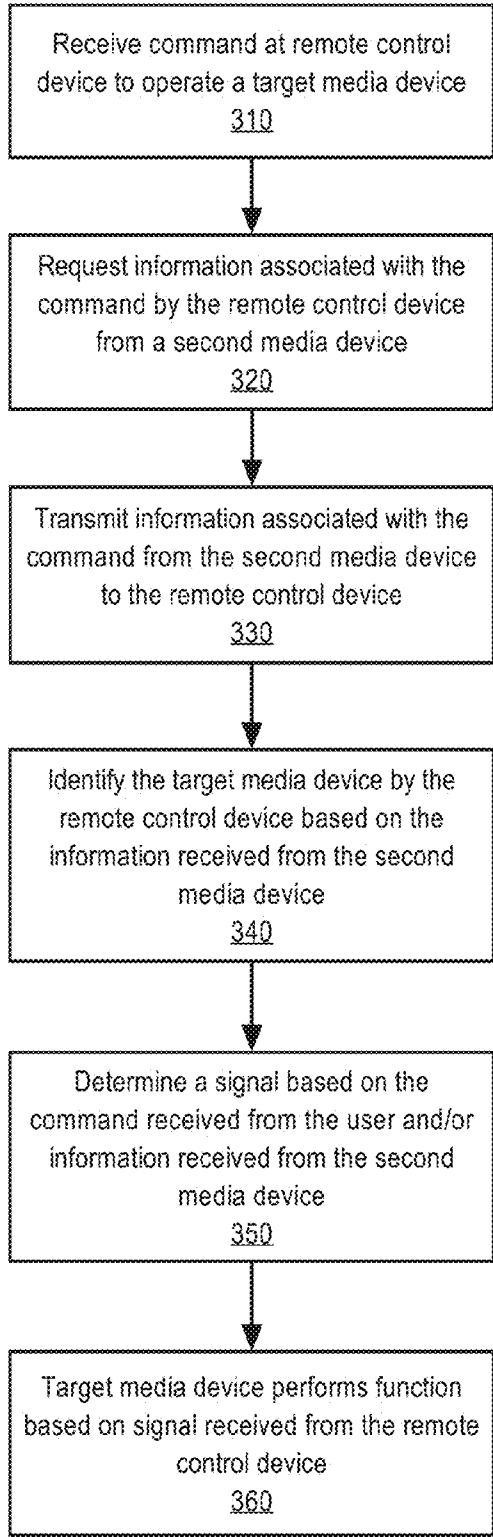 Receive command at remote control
device to operate a target media device
310
Request information associated with the
command by the remote control device
from a second media device
320
Transmit information associated with the
command from the second media device
to the remote control device
330
Identify the target media device by the
remote control device based on the
information received from the second
media device
340
Determine a signal based on the
command received from the user and/or
information received from the second
media device
350
Target media device performs function
based on signal received from the remote
control device
360